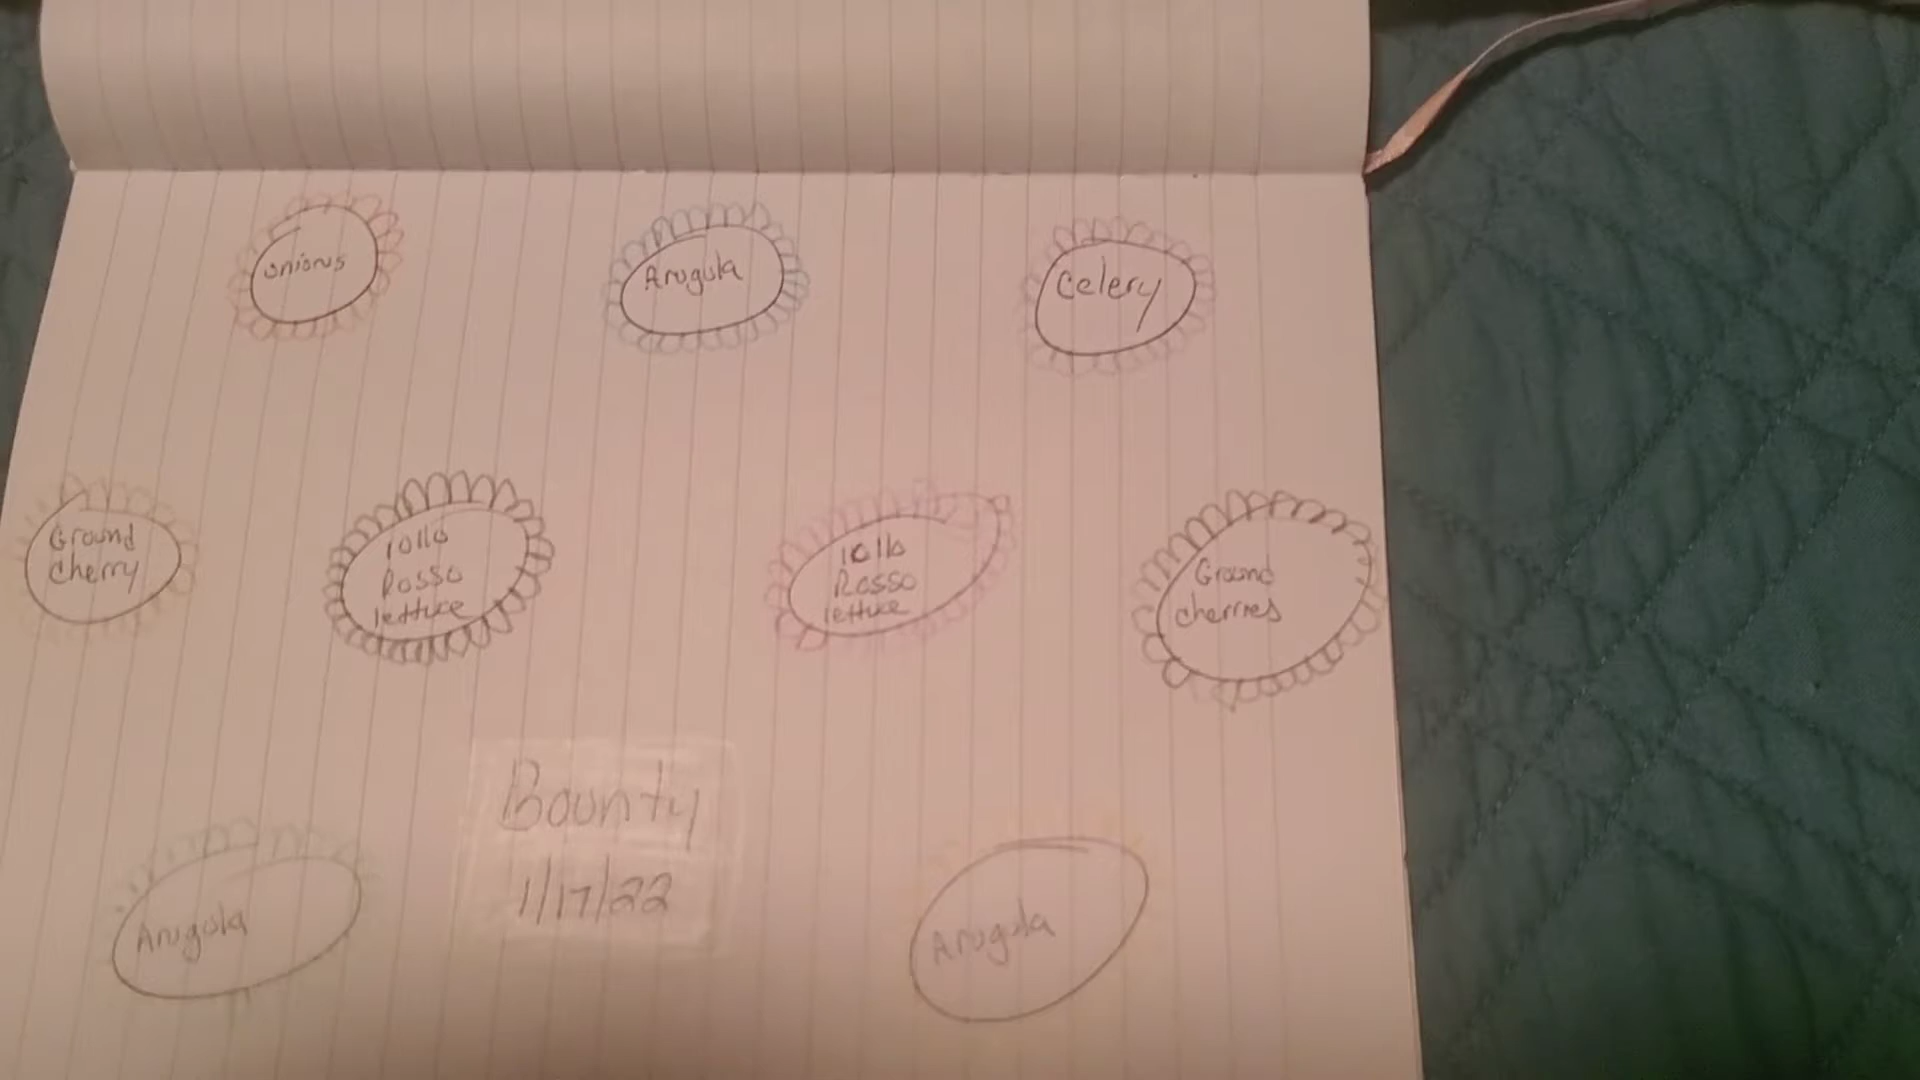 onions
Arugula
Celery
Ground
cherry
lollo
Rosso
lettuce
lollo
Rosso
lettuce
Ground
cherries
Bounty
1/17/22
Arugula
Arugula